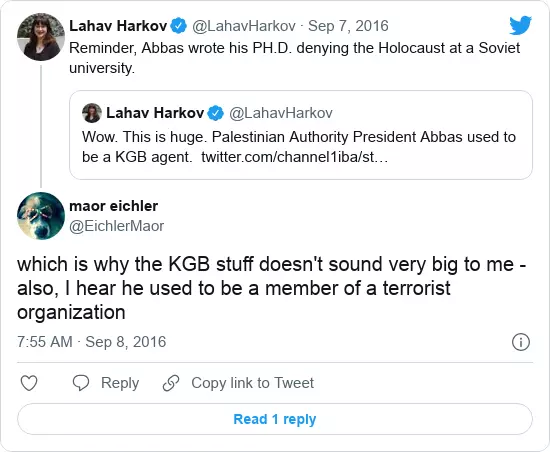 Lahav Harkov @LahavHarkov · Sep 7, 2016
Reminder, Abbas wrote his PH.D. denying the Holocaust at a Soviet
university.
Lahav Harkov @LahavHarkov
Wow. This is huge. Palestinian Authority President Abbas used to
be a KGB agent. twitter.com/channel1iba/st…
maor eichler
@EichlerMaor
which is why the KGB stuff doesn't sound very big to me -
also, I hear he used to be a member of a terrorist
organization
7:55 AM · Sep 8, 2016
Reply Copy link to Tweet
Read 1 reply